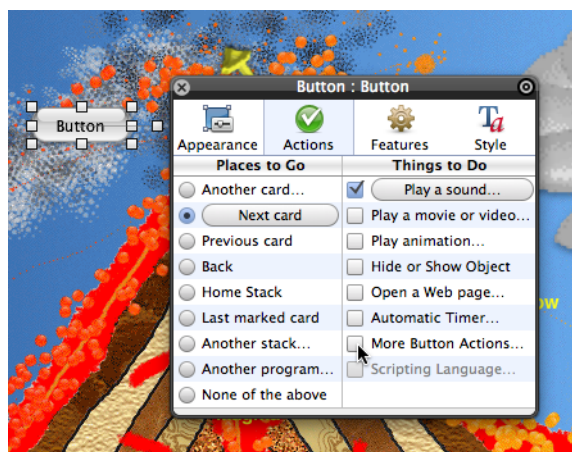 Button : Button
Button
Appearance Actions Features Style
Places to Go Things to Do
Another card... Play a sound...
Next card Play a movie or video...
Previous card Play animation...
Back Hide or Show Object
Home Stack Open a Web page...
Last marked card Automatic Timer...
Another stack... More Button Actions...
Another program... Scripting Language...
None of the above